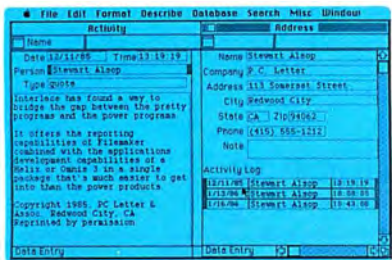 File Edit Format Describe Database Search Misc Window
Activity
Name
Date 12/11/85 Time 13:19:19
Person Stewart Alsop
Type quote
Interlace has found a way to
bridge the gap between the pretty
programs and the power programs.
It offers the reporting
capabilities of Filemaker
combined with the applications
development capabilities of a
Helix or Omnis 3 in a single
package that's much easier to get
into than the power products.
Copyright 1985, PC Letter &
Assoc. Redwood City, CA.
Reprinted by permission
Data Entry
Address
Name Stewart Alsop
Company P.C. Letter
Address 113 Somerset Street
City Redwood City
State CA Zip 94062
Phone (415) 555-1212
Note
Activity Log:
12/11/85 Stewart Alsop 13:19:19
1/13/86 Stewart Alsop
1/16/86 Stewart Alsop
Data Entry